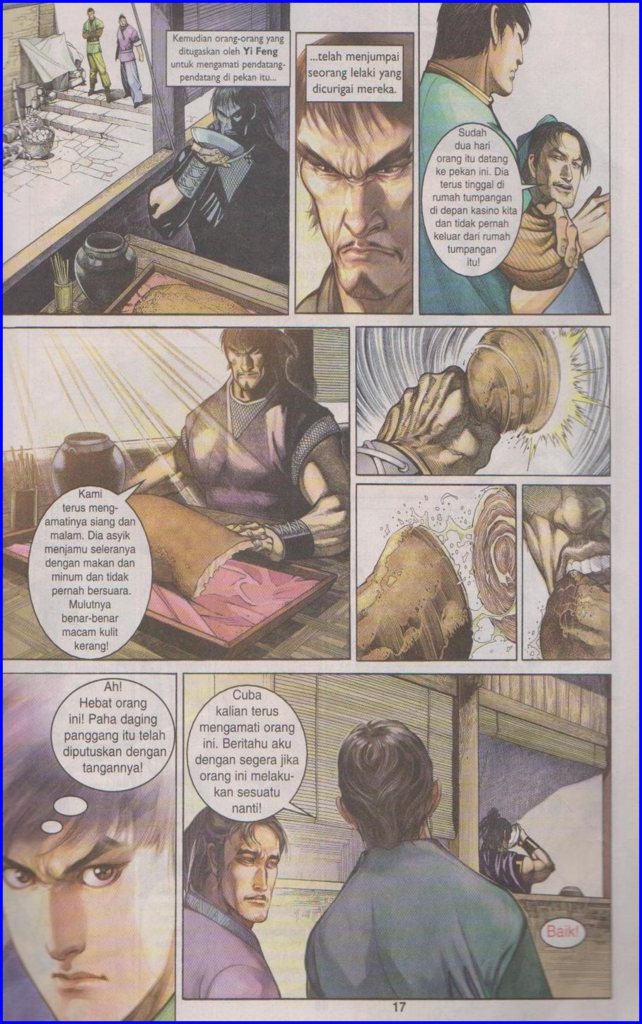 Kemudian orang-orang yang
ditugaskan oleh Yi Feng
untuk mengamati pendatang-
pendatang di pekan itu...
...telah menjumpai
seorang lelaki yang
dicurigai mereka.
Sudah
dua hari
orang itu datang
ke pekan ini. Dia
terus tinggal di
rumah tumpangan
di depan kasino kita
dan tidak pernah
keluar dari rumah
tumpangan
itu!
Kami
terus meng-
amatinya siang dan
malam. Dia asyik
menjamu seleranya
dengan makan dan
minum dan tidak
pernah bersuara.
Mulutnya
benar-benar
macam kulit
kerang!
Ah!
Hebat orang
ini! Paha daging
panggang itu telah
diputuskan dengan
tangannya!
Cuba
kalian terus
mengamati orang
ini. Beritahu aku
dengan segera jika
orang ini melaku-
kan sesuatu
nanti!
Baik!
17